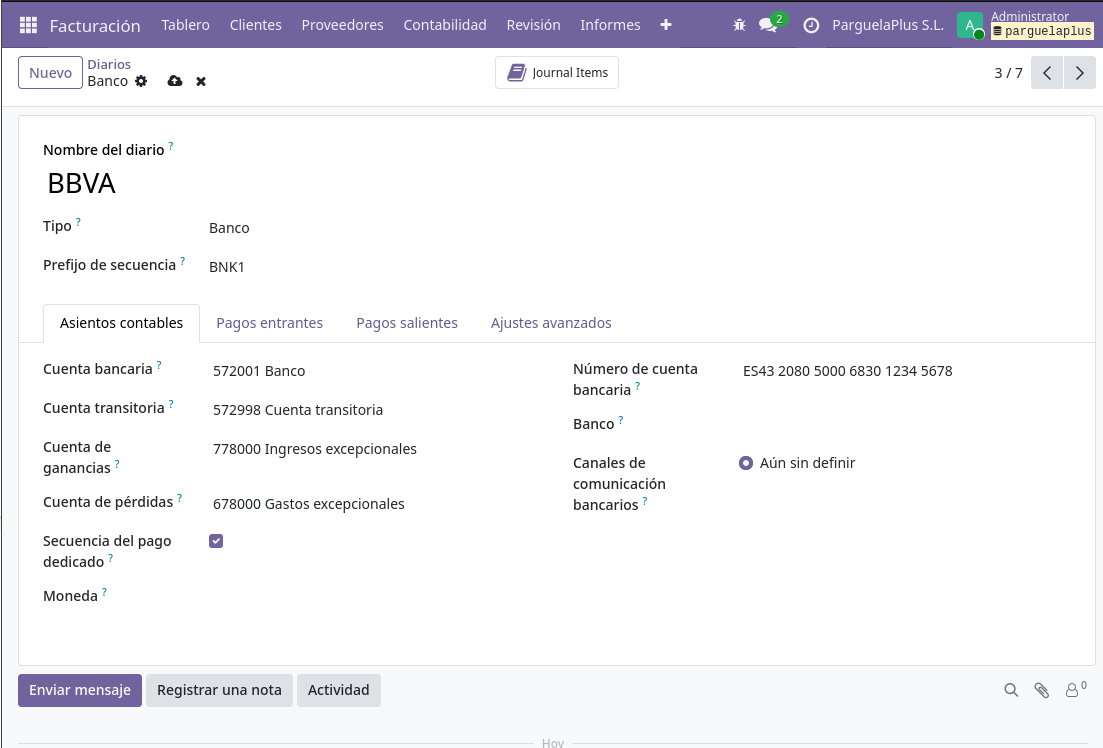 Facturación Tablero Clientes Proveedores Contabilidad Revisión Informes 2 ParguelaPlus S.L. A Administrator
parguelaplus
Nuevo Diarios
Banco
Journal Items
3 / 7
Nombre del diario ?
BBVA
Tipo ? Banco
Prefijo de secuencia ? BNK1
Asientos contables Pagos entrantes Pagos salientes Ajustes avanzados
Cuenta bancaria ? 572001 Banco
Cuenta transitoria ? 572998 Cuenta transitoria
Cuenta de
ganancias ? 778000 Ingresos excepcionales
Cuenta de pérdidas ? 678000 Gastos excepcionales
Secuencia del pago
dedicado ?
Moneda ?
Número de cuenta
bancaria ? ES43 2080 5000 6830 1234 5678
Banco ?
Canales de
comunicación
bancarios ? Aún sin definir
Enviar mensaje Registrar una nota Actividad 0
Hoy